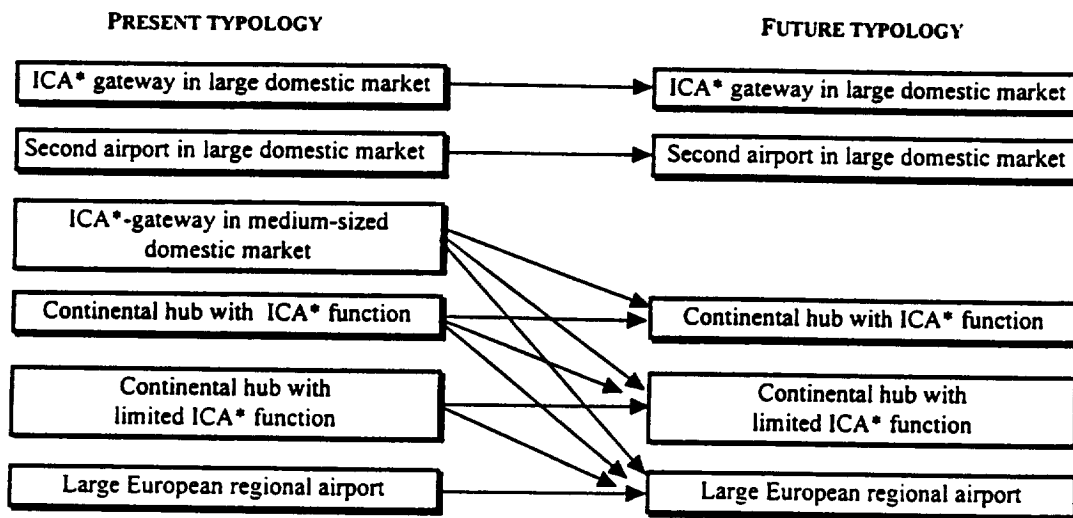 PRESENT TYPOLOGY
ICA* gateway in large domestic market
Second airport in large domestic market
ICA*-gateway in medium-sized
domestic market
Continental hub with ICA* function
Continental hub with
limited ICA* function
Large European regional airport
FUTURE TYPOLOGY
ICA* gateway in large domestic market
Second airport in large domestic market
Continental hub with ICA* function
Continental hub with
limited ICA* function
Large European regional airport